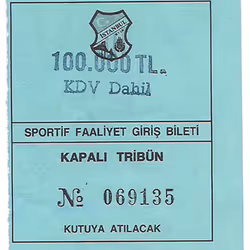 İSTANBUL
100.000 TL.
KDV Dahil
SPORTİF FAALİYET GİRİŞ BİLETİ
KAPALI TRİBÜN
№ 069135
KUTUYA ATILACAK